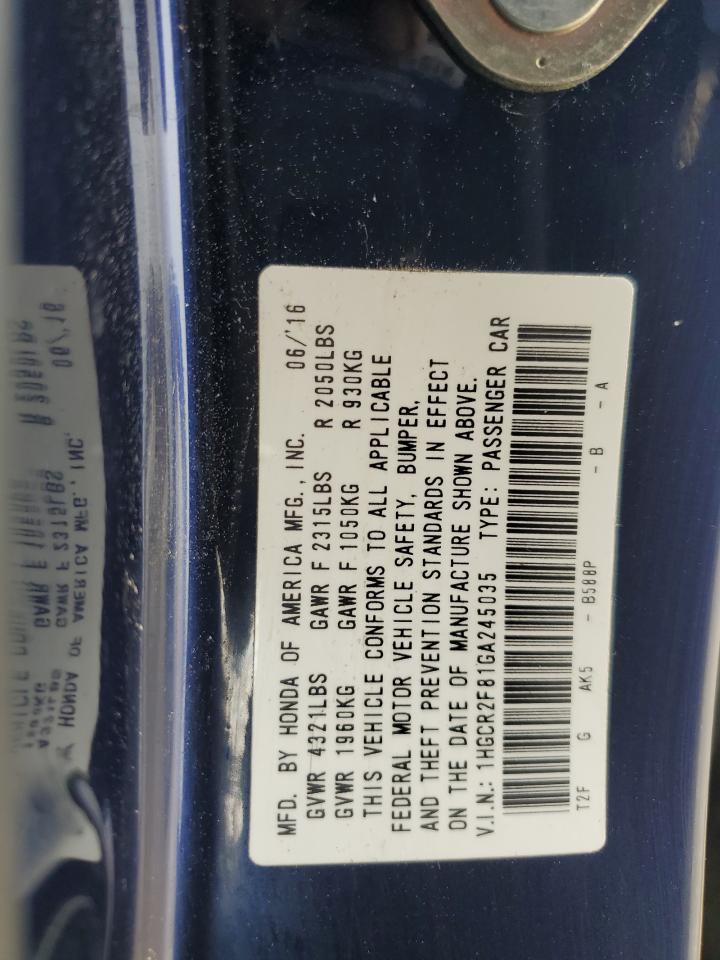 MFD. BY HONDA OF AMERICA MFG., INC. 06/'16
GVWR 4321LBS GAWR F 2315LBS R 2050LBS
GVWR 1960KG GAWR F 1050KG R 930KG
THIS VEHICLE CONFORMS TO ALL APPLICABLE
FEDERAL MOTOR VEHICLE SAFETY, BUMPER,
AND THEFT PREVENTION STANDARDS IN EFFECT
ON THE DATE OF MANUFACTURE SHOWN ABOVE.
V.I.N.: 1HGCR2F81GA245035 TYPE: PASSENGER CAR
T2F G AK5 - B588P - B - A